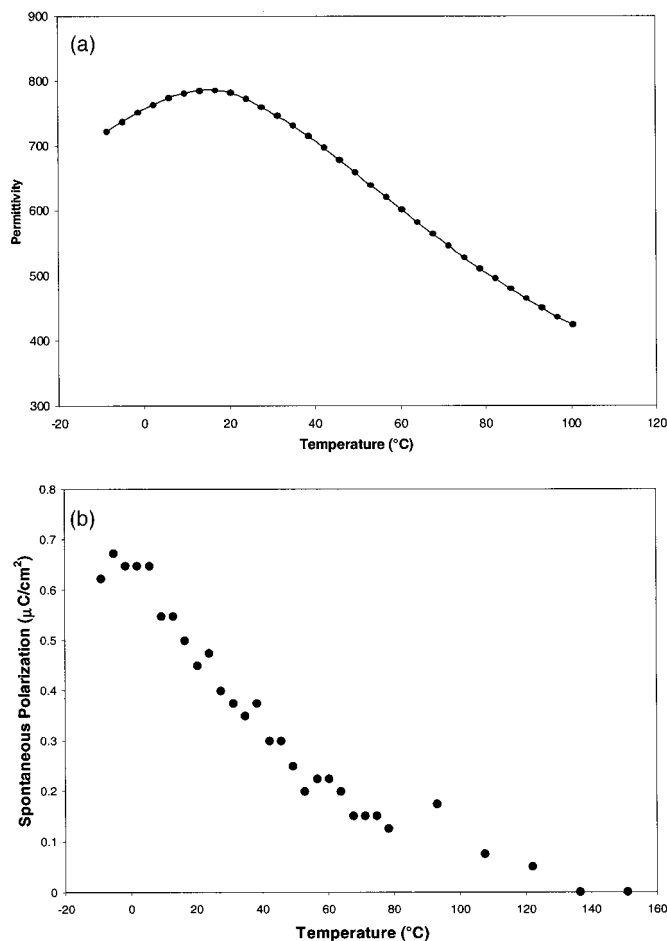 (a)
900
800
700
600
500
400
300
Permittivity
-20 0 20 40 60 80 100 120
Temperature (°C)
(b)
0.8
0.7
0.6
0.5
0.4
0.3
0.2
0.1
0
Spontaneous Polarization (μC/cm²)
-20 0 20 40 60 80 100 120 140 160
Temperature (°C)